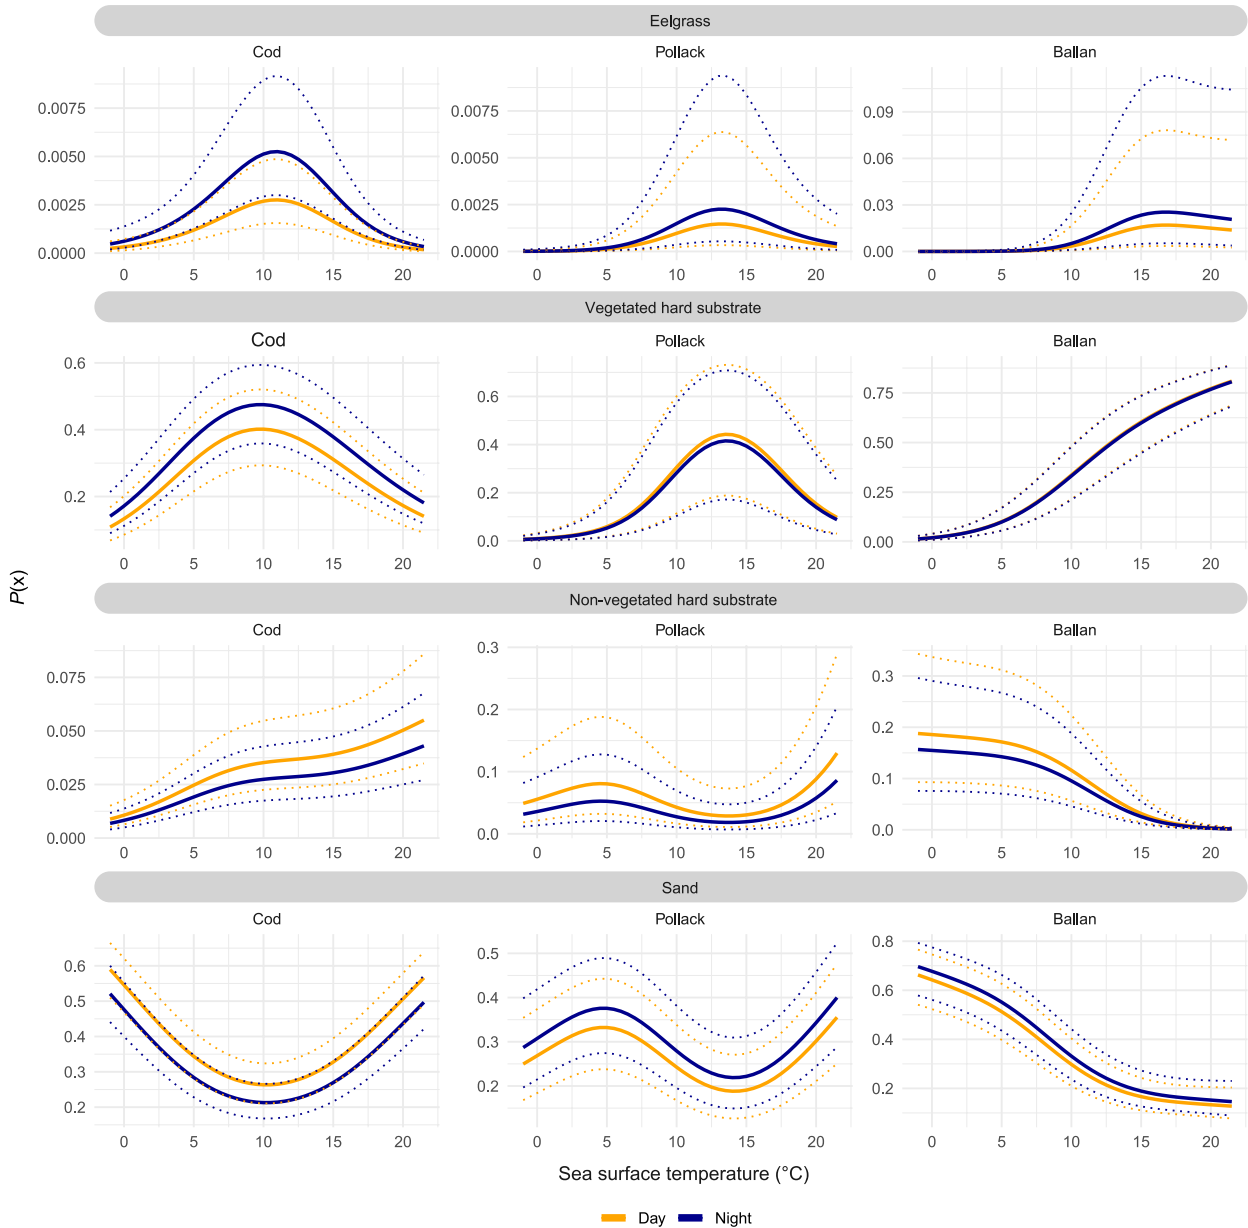 Eelgrass
Cod Pollack Ballan
0.0075 0.0075 0.09
0.0050 0.0050 0.06
0.0025 0.0025 0.03
0.0000 0.0000 0.00
0 5 10 15 20 0 5 10 15 20 0 5 10 15 20
Vegetated hard substrate
Cod Pollack Ballan
0.6 0.6 0.75
0.4 0.4 0.50
0.2 0.2 0.25
0.0 0.00
0 5 10 15 20 0 5 10 15 20 0 5 10 15 20
P(x)
Non-vegetated hard substrate
Cod Pollack Ballan
0.075 0.3 0.3
0.050 0.2 0.2
0.025 0.1 0.1
0.000 0.0 0.0
0 5 10 15 20 0 5 10 15 20 0 5 10 15 20
Sand
Cod Pollack Ballan
0.6 0.5 0.8
0.5 0.4 0.6
0.4 0.3 0.4
0.3 0.2 0.2
0.2
0 5 10 15 20 0 5 10 15 20 0 5 10 15 20
Sea surface temperature (°C)
Day Night